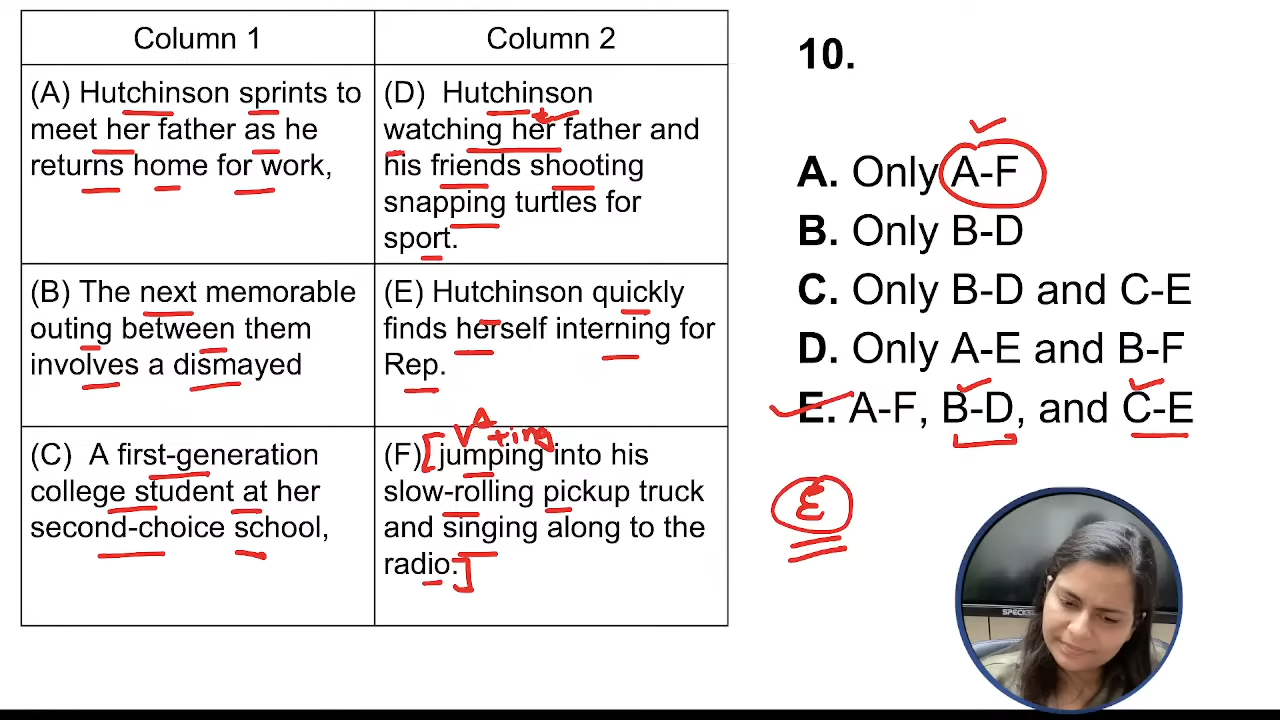 Column 1
Column 2
(A) Hutchinson sprints to
meet her father as he
returns home for work,
(D) Hutchinson
watching her father and
his friends shooting
snapping turtles for
sport.
(B) The next memorable
outing between them
involves a dismayed
(E) Hutchinson quickly
finds herself interning for
Rep.
(C) A first-generation
college student at her
second-choice school,
V4
+ing
(F) jumping into his
slow-rolling pickup truck
and singing along to the
radio.
10.
A. Only A-F
B. Only B-D
C. Only B-D and C-E
D. Only A-E and B-F
E. A-F, B-D, and C-E
E